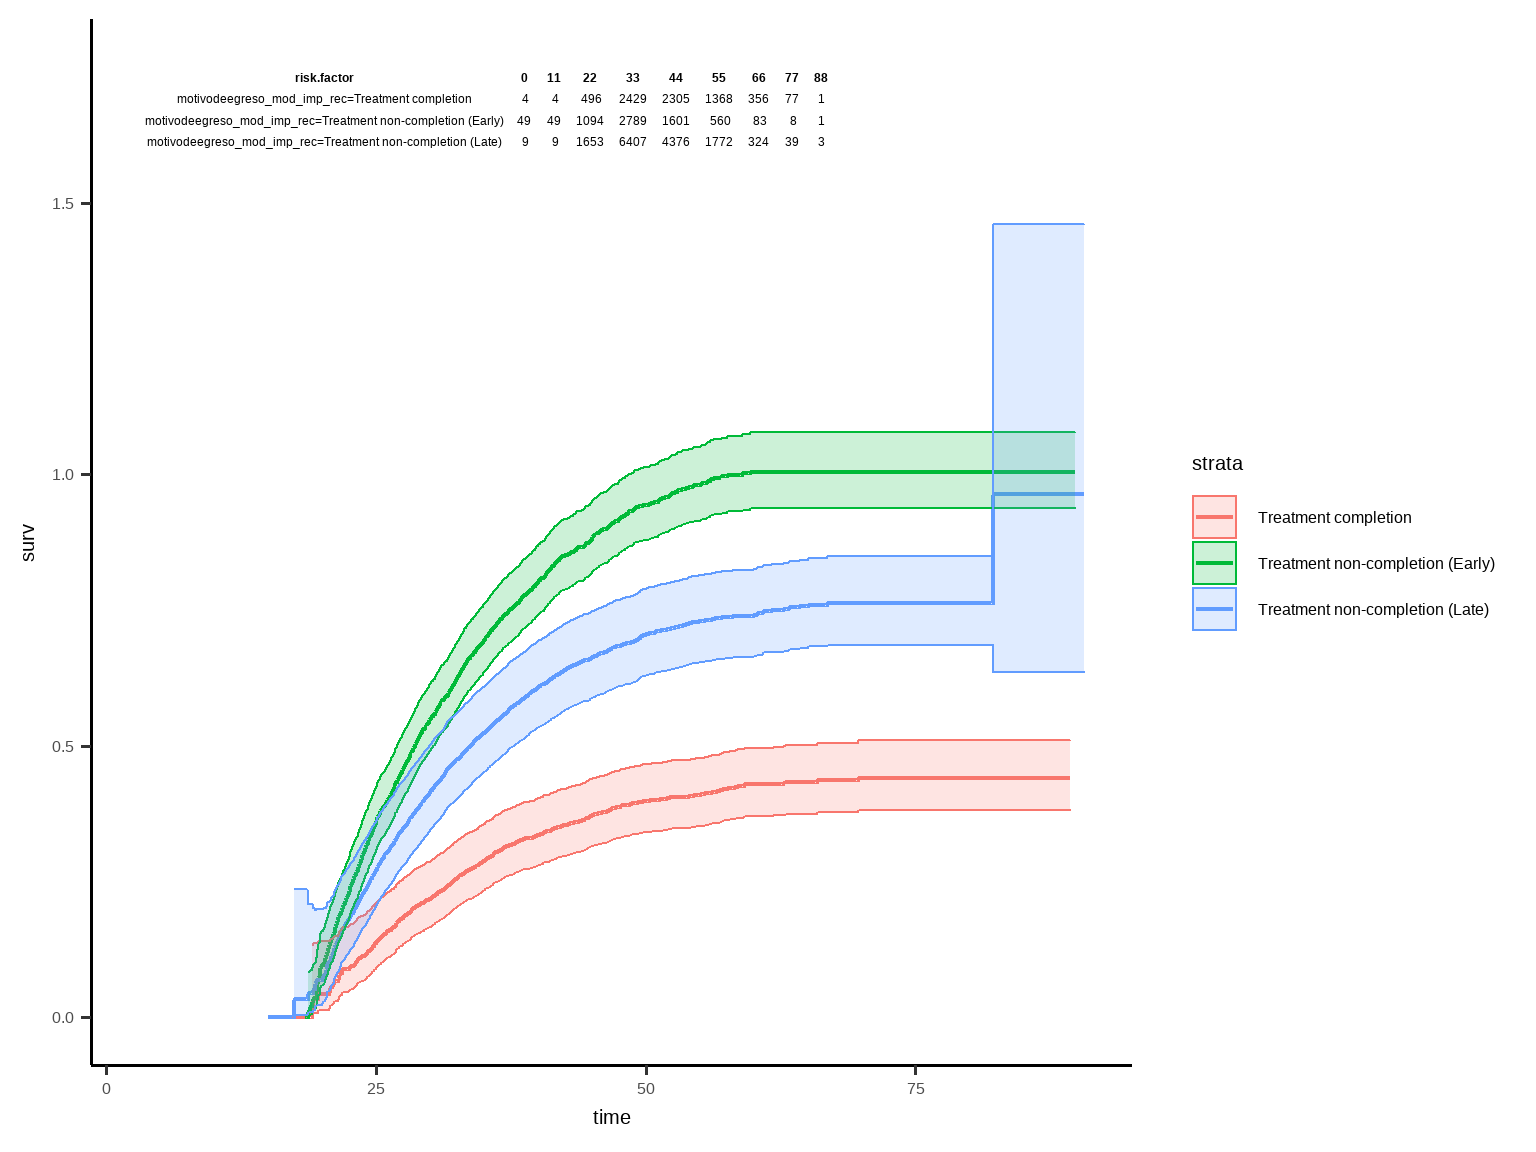 risk.factor 0 11 22 33 44 55 66 77 88
motivodeegreso_mod_imp_rec=Treatment completion 4 4 496 2429 2305 1368 356 77 1
motivodeegreso_mod_imp_rec=Treatment non-completion (Early) 49 49 1094 2789 1601 560 83 8 1
motivodeegreso_mod_imp_rec=Treatment non-completion (Late) 9 9 1653 6407 4376 1772 324 39 3
1.5
1.0
0.5
0.0
surv
0 25 50 75
time
strata
Treatment completion
Treatment non-completion (Early)
Treatment non-completion (Late)